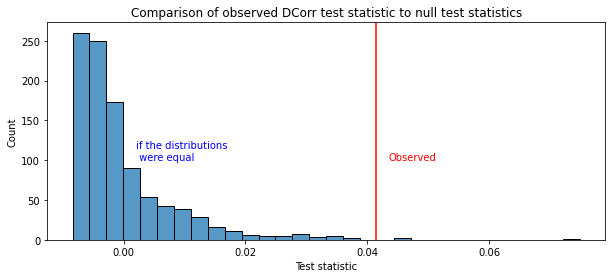 Comparison of observed DCorr test statistic to null test statistics
250
200
150
100
50
0
Count
if the distributions
were equal
Observed
0.00
0.02
0.04
0.06
Test statistic